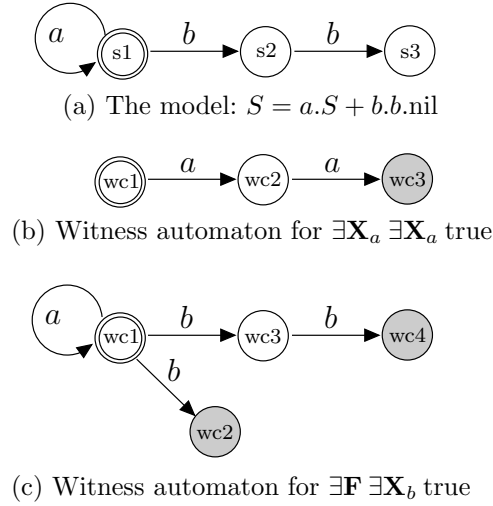 a b b
s1 s2 s3
(a) The model: S = a.S + b.b.nil
a a
wc1 wc2 wc3
(b) Witness automaton for ∃X_a ∃X_a true
a b b
wc1 wc3 wc4
b
wc2
(c) Witness automaton for ∃F ∃X_b true